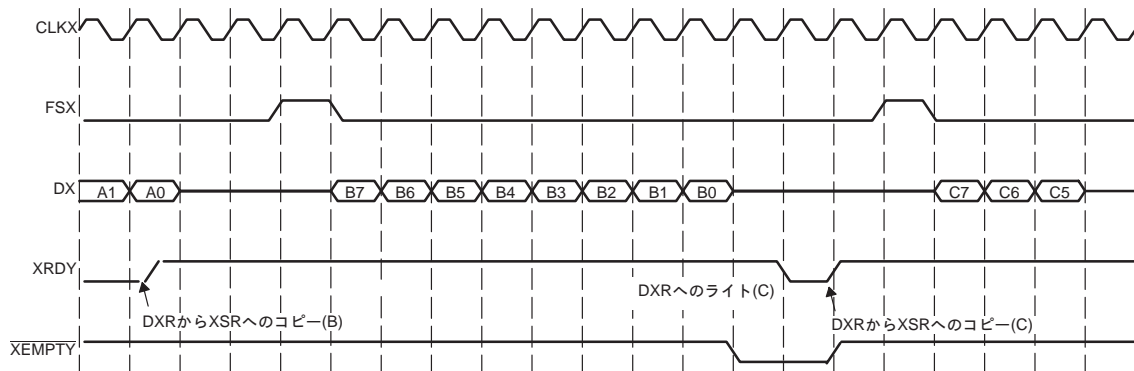 CLKX
FSX
DX A1 A0 B7 B6 B5 B4 B3 B2 B1 B0 C7 C6 C5
XRDY
DXRへのライト(C)
DXRからXSRへのコピー(B)
DXRからXSRへのコピー(C)
XEMPTY